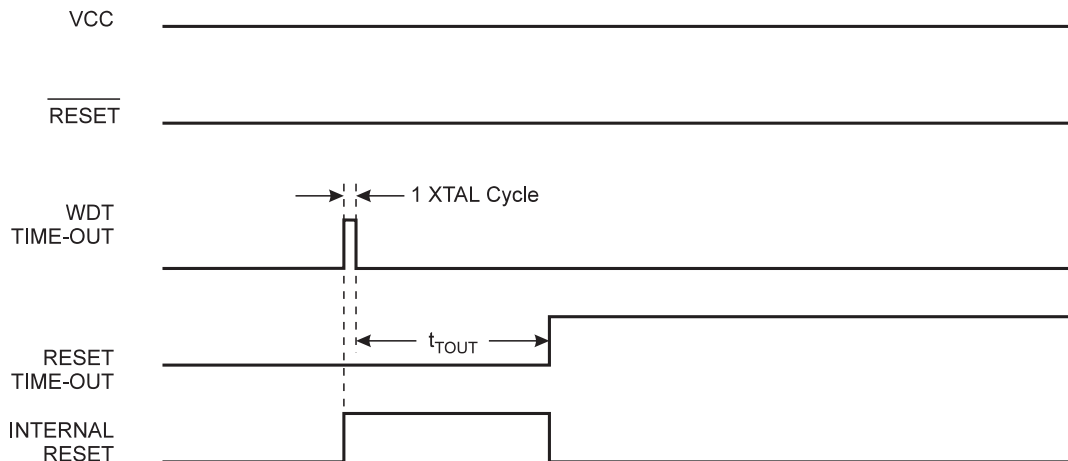 VCC
RESET
1 XTAL Cycle
WDT
TIME-OUT
tTOUT
RESET
TIME-OUT
INTERNAL
RESET